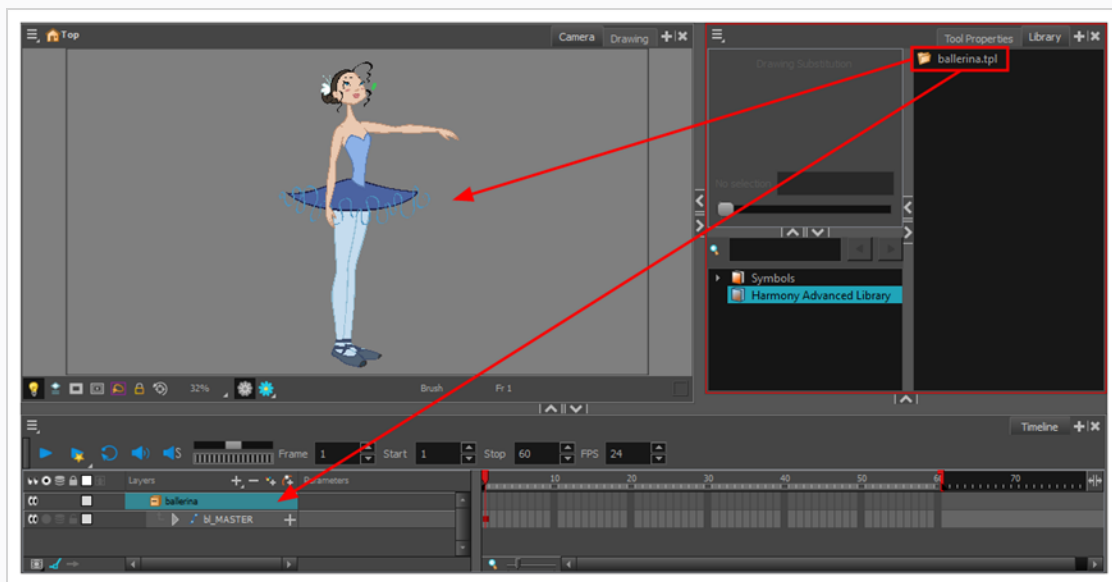 Top
Camera
Drawing
Tool Properties
Library
Drawing Substitution
ballerina.tpl
No selection
Symbols
Harmony Advanced Library
32%
Brush
Fr 1
Timeline
Frame 1 Start 1 Stop 60 FPS 24
Layers
Parameters
10 20 30 40 50 60 70
ballerina
bl_MASTER